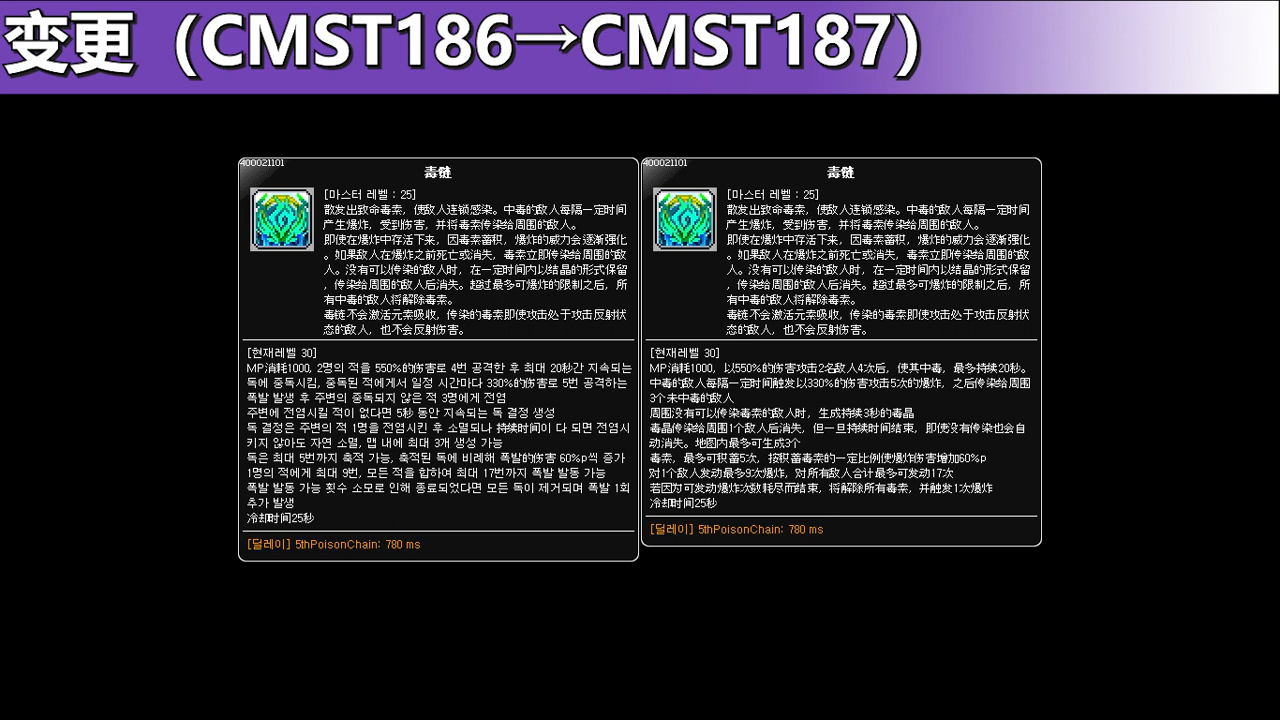 变更（CMST186→CMST187）
400021101
毒链
[마스터 레벨 : 25]
散发出致命毒素，使敌人连锁感染。中毒的敌人每隔一定时间
产生爆炸，受到伤害，并将毒素传染给周围的敌人。
即使在爆炸中存活下来，因毒素蓄积，爆炸的威力会逐渐强化
。如果敌人在爆炸之前死亡或消失，毒素立即传染给周围的敌
人。没有可以传染的敌人时，在一定时间内以结晶的形式保留
，传染给周围的敌人后消失。超过最多可爆炸的限制之后，所
有中毒的敌人将解除毒素。
毒链不会激活元素吸收，传染的毒素即使攻击处于攻击反射状
态的敌人，也不会反射伤害。
[현재레벨 30]
MP消耗1000, 2명의 적을 550%的伤害로 4번 공격한 후 최대 20秒간 지속되는
독에 중독시킴, 중독된 적에게서 일정 시간마다 330%的伤害로 5번 공격하는
폭발 발생 후 주변의 중독되지 않은 적 3명에게 전염
주변에 전염시킬 적이 없다면 5秒 동안 지속되는 독 결정 생성
독 결정은 주변의 적 1명을 전염시킨 후 소멸되나 持续时间이 다 되면 전염시
키지 않아도 자연 소멸, 맵 내에 최대 3개 생성 가능
독은 최대 5번까지 축적 가능, 축적된 독에 비례해 폭발的伤害 60%p씩 증가
1명의 적에게 최대 9번, 모든 적을 합하여 최대 17번까지 폭발 발동 가능
폭발 발동 가능 횟수 소모로 인해 종료되었다면 모든 독이 제거되며 폭발 1회
추가 발생
冷却时间25秒
[딜레이] 5thPoisonChain: 780 ms
400021101
毒链
[마스터 레벨 : 25]
散发出致命毒素，使敌人连锁感染。中毒的敌人每隔一定时间
产生爆炸，受到伤害，并将毒素传染给周围的敌人。
即使在爆炸中存活下来，因毒素蓄积，爆炸的威力会逐渐强化
。如果敌人在爆炸之前死亡或消失，毒素立即传染给周围的敌
人。没有可以传染的敌人时，在一定时间内以结晶的形式保留
，传染给周围的敌人后消失。超过最多可爆炸的限制之后，所
有中毒的敌人将解除毒素。
毒链不会激活元素吸收，传染的毒素即使攻击处于攻击反射状
态的敌人，也不会反射伤害。
[현재레벨 30]
MP消耗1000，以550%的伤害攻击2名敌人4次后，使其中毒，最多持续20秒。
中毒的敌人每隔一定时间触发以330%的伤害攻击5次的爆炸，之后传染给周围
3个未中毒的敌人
周围没有可以传染毒素的敌人时，生成持续3秒的毒晶
毒晶传染给周围1个敌人后消失，但一旦持续时间结束，即使没有传染也会自
动消失。地图内最多可生成3个
毒素，最多可积蓄5次，按积蓄毒素的一定比例使爆炸伤害增加60%p
对1个敌人发动最多9次爆炸，对所有敌人合计最多可发动17次
若因为可发动爆炸次数耗尽而结束，将解除所有毒素，并触发1次爆炸
冷却时间25秒
[딜레이] 5thPoisonChain: 780 ms